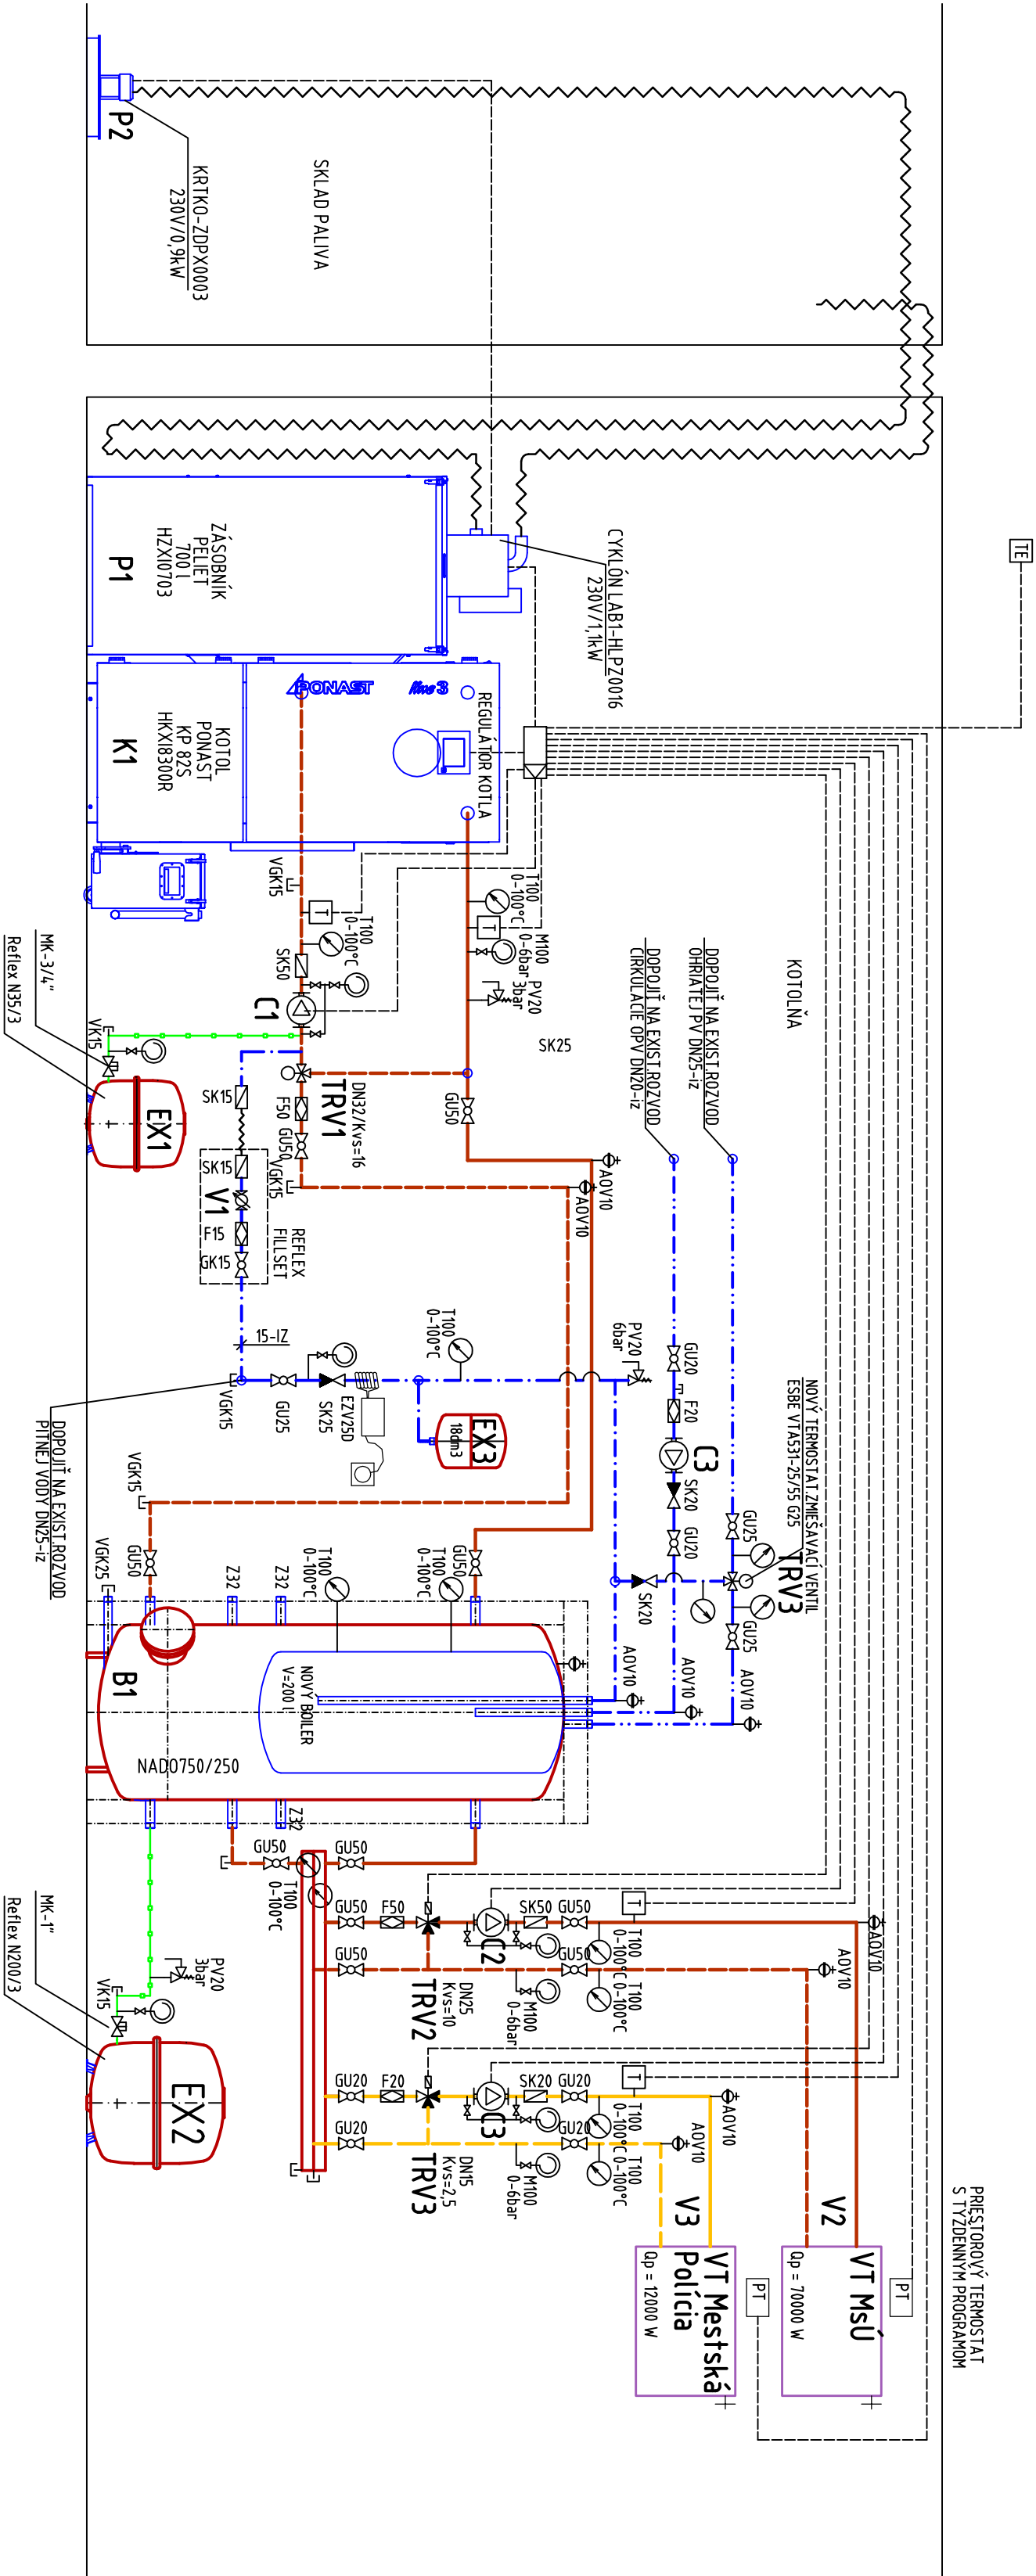 P2
KRTKO-ZDPX0003
230V/0,9kW
SKLAD PALIVA
TE
CYKLÓN LAB1-HLPZ0016
230V/1,1kW
ZÁSOBNÍK
PELIET
700 l
HZXI0703
P1
PONAST
line 3
REGULÁTOR KOTLA
KOTOL
PONAST
KP 82S
HKXI8300R
K1
KOTOLŇA
DOPOJIŤ NA EXIST.ROZVOD
OHRIATEJ PV DN25-iz
DOPOJIŤ NA EXIST.ROZVOD
CIRKULÁCIE OPV DN20-iz
VGK15
T
T100
0-100°C
SK50
C1
T100
0-100°C
T
M100
0-6bar
PV20
3bar
SK25
GU50
DN32/Kvs=16
TRV1
F50
GU50
VGK15
MK-3/4"
Reflex N35/3
VK15
EX1
SK15
SK15
V1
F15
GK15
REFLEX
FILLSET
AOV10
AOV10
15-IZ
VGK15
DOPOJIŤ NA EXIST.ROZVOD
PITNEJ VODY DN25-iz
GU25
SK25
EZV25D
T100
0-100°C
EX3
18dm3
PV20
6bar
GU20
F20
C3
SK20
GU20
NOVÝ TERMOSTAT.ZMIEŠAVACÍ VENTIL
ESBE VTA531-25/55 G25
GU25
TRV3
GU25
SK20
AOV10
AOV10
AOV10
VGK15
GU50
VGK25
Z32
Z32
T100
0-100°C
T100
0-100°C
GU50
NOVÝ BOILER
V=200 l
B1
NADO750/250
Z32
GU50
GU50
T100
0-100°C
MK-1"
Reflex N200/3
VK15
PV20
3bar
EX2
GU50
F50
C2
SK50
GU50
T
T100
0-100°C
AOV10
GU50
TRV2
DN25
Kvs=10
M100
0-6bar
GU50
T100
0-100°C
AOV10
GU20
F20
C3
SK20
GU20
T
T100
0-100°C
AOV10
GU20
TRV3
DN15
Kvs=2,5
M100
0-6bar
GU20
T100
0-100°C
AOV10
V2
V3
VT MsÚ
Qp = 70000 W
PT
VT Mestská
Polícia
Qp = 12000 W
PT
PRIESTOROVÝ TERMOSTAT
S TÝŽDENNÝM PROGRAMOM